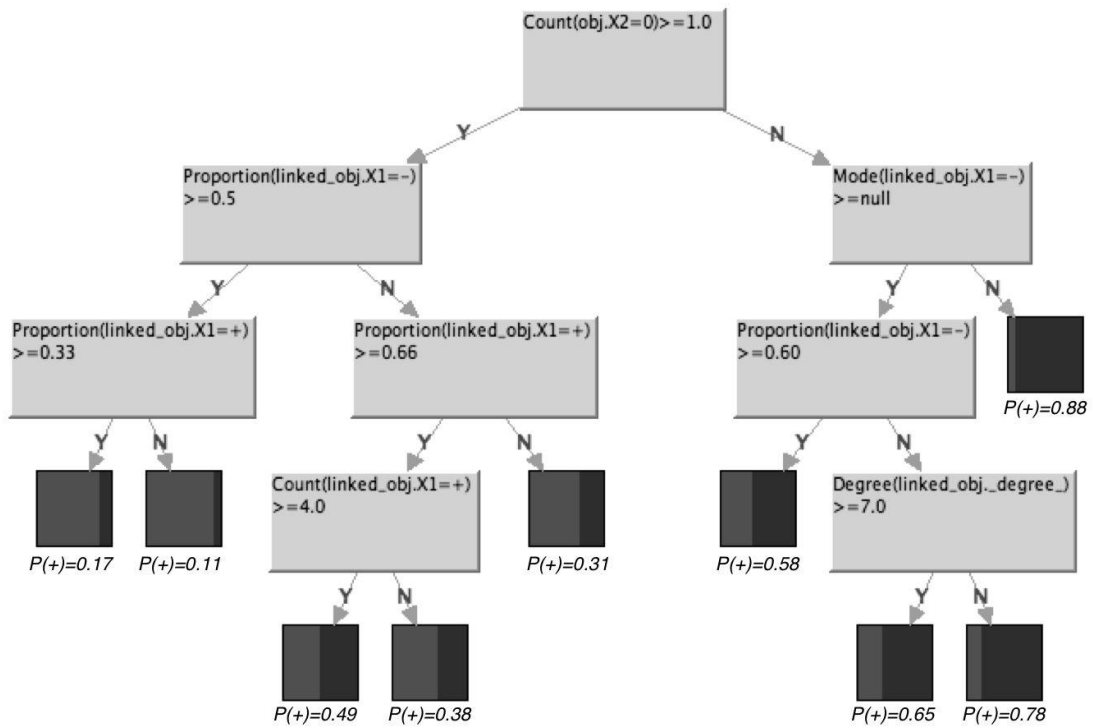 Count(obj.X2=0)>=1.0
Y
N
Proportion(linked_obj.X1=-)
>=0.5
Mode(linked_obj.X1=-)
>=null
Y
N
Y
N
Proportion(linked_obj.X1=+)
>=0.33
Proportion(linked_obj.X1=+)
>=0.66
Proportion(linked_obj.X1=-)
>=0.60
P(+)=0.88
Y
N
Y
N
Y
N
P(+)=0.17
P(+)=0.11
Count(linked_obj.X1=+)
>=4.0
P(+)=0.31
P(+)=0.58
Degree(linked_obj._degree_)
>=7.0
Y
N
Y
N
P(+)=0.49
P(+)=0.38
P(+)=0.65
P(+)=0.78